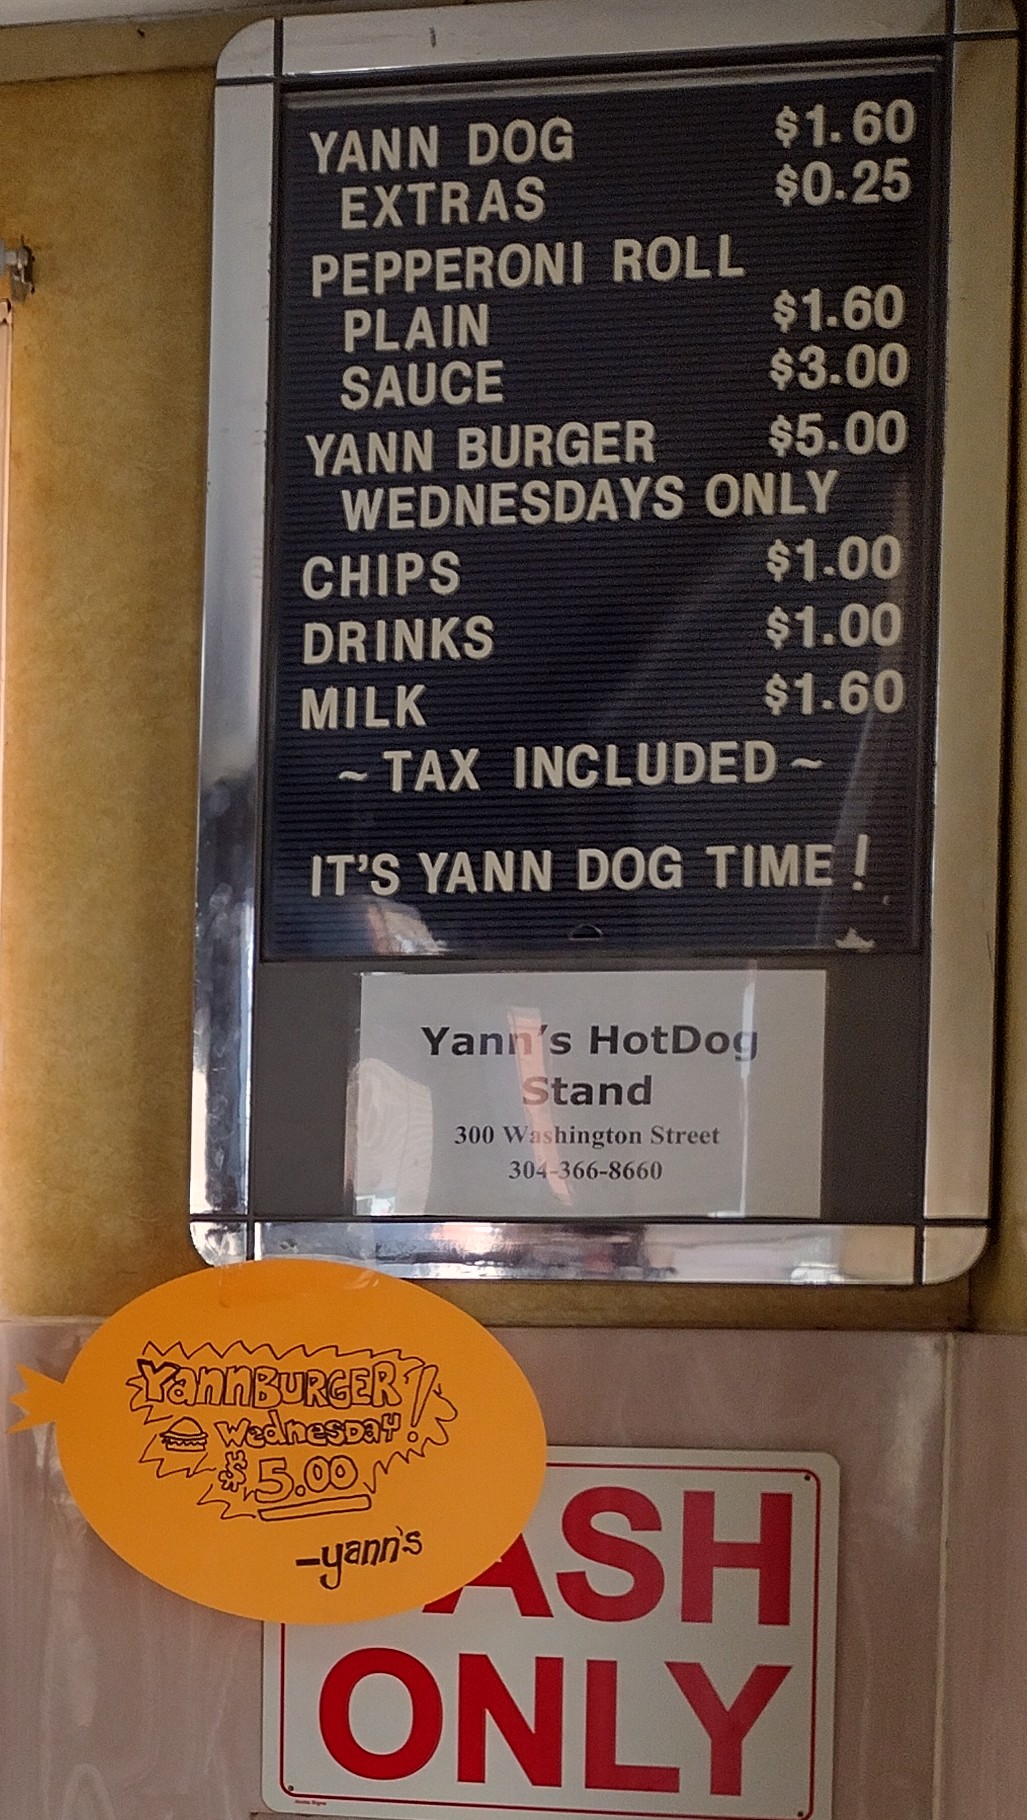 YANN DOG $1.60
EXTRAS $0.25
PEPPERONI ROLL
PLAIN $1.60
SAUCE $3.00
YANN BURGER $5.00
WEDNESDAYS ONLY
CHIPS $1.00
DRINKS $1.00
MILK $1.60
~ TAX INCLUDED ~
IT'S YANN DOG TIME!
Yann's HotDog
Stand
300 Washington Street
304-366-8660
YannBURGER!
Wednesday!
$5.00
-yann's
ASH
ONLY